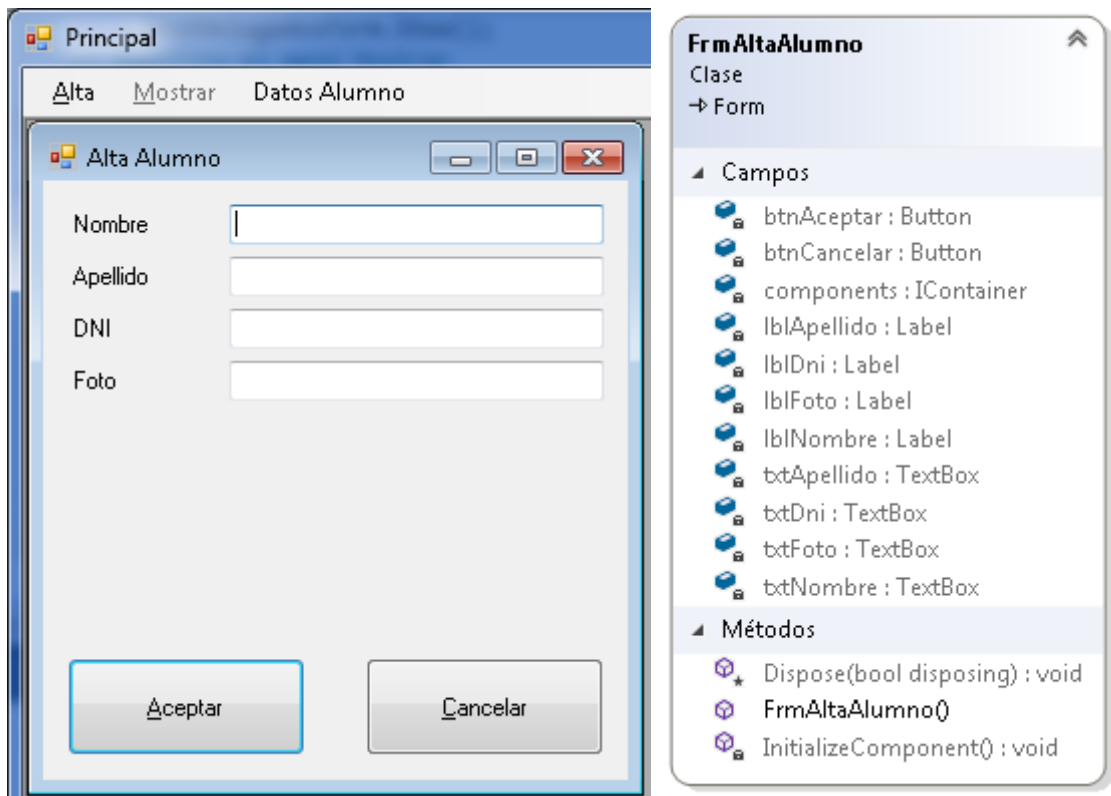 Principal
Alta Mostrar Datos Alumno
Alta Alumno
Nombre
Apellido
DNI
Foto
Aceptar Cancelar
FrmAltaAlumno
Clase
Form
Campos
btnAceptar : Button
btnCancelar : Button
components : IContainer
lblApellido : Label
lblDni : Label
lblFoto : Label
lblNombre : Label
txtApellido : TextBox
txtDni : TextBox
txtFoto : TextBox
txtNombre : TextBox
Métodos
Dispose(bool disposing) : void
FrmAltaAlumno()
InitializeComponent() : void